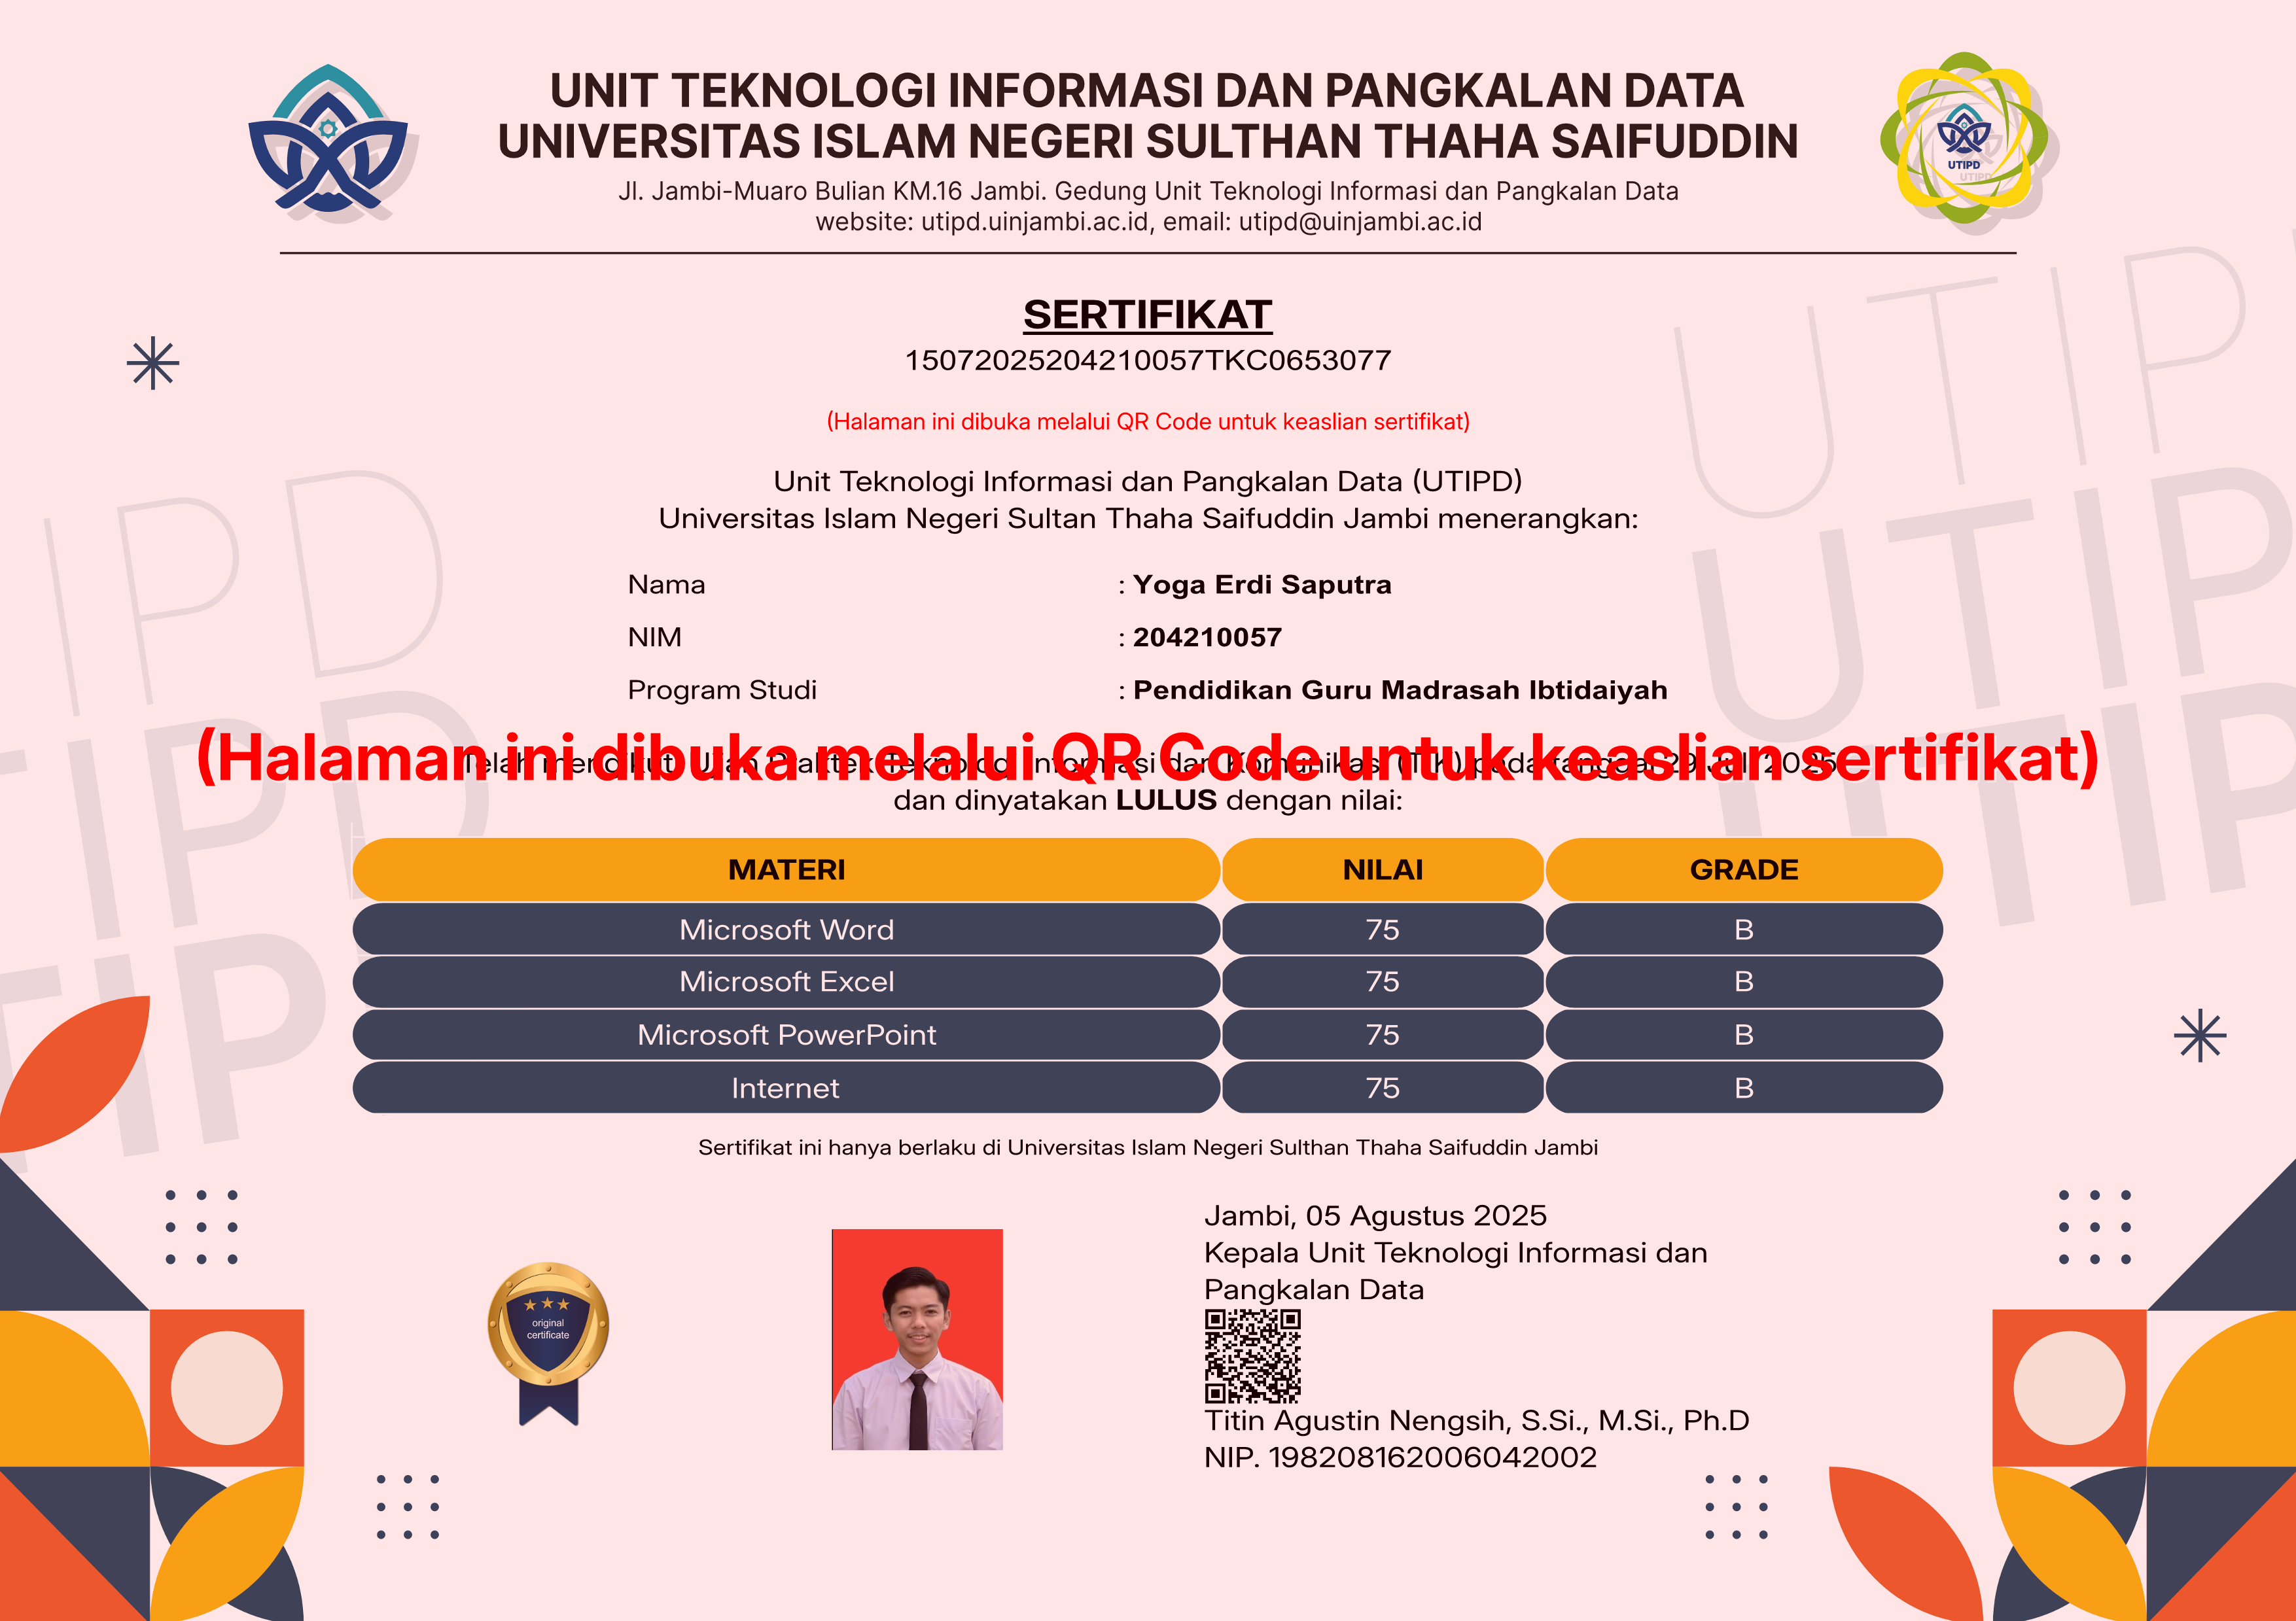 UNIT TEKNOLOGI INFORMASI DAN PANGKALAN DATA
UNIVERSITAS ISLAM NEGERI SULTHAN THAHA SAIFUDDIN
Jl. Jambi-Muaro Bulian KM.16 Jambi. Gedung Unit Teknologi Informasi dan Pangkalan Data
website: utipd.uinjambi.ac.id, email: utipd@uinjambi.ac.id
UTIPD
SERTIFIKAT
15072025204210057TKC0653077
(Halaman ini dibuka melalui QR Code untuk keaslian sertifikat)
Unit Teknologi Informasi dan Pangkalan Data (UTIPD)
Universitas Islam Negeri Sultan Thaha Saifuddin Jambi menerangkan:
Nama : Yoga Erdi Saputra
NIM : 204210057
Program Studi : Pendidikan Guru Madrasah Ibtidaiyah
(Halaman ini dibuka melalui QR Code untuk keaslian sertifikat)
Telah mengikuti Ujian Praktek Teknologi Informasi dan Komunikasi (TIK) pada tanggal 29 Juli 2025
dan dinyatakan LULUS dengan nilai:
MATERI NILAI GRADE
Microsoft Word 75 B
Microsoft Excel 75 B
Microsoft PowerPoint 75 B
Internet 75 B
Sertifikat ini hanya berlaku di Universitas Islam Negeri Sulthan Thaha Saifuddin Jambi
original
certificate
Jambi, 05 Agustus 2025
Kepala Unit Teknologi Informasi dan
Pangkalan Data
Titin Agustin Nengsih, S.Si., M.Si., Ph.D
NIP. 198208162006042002
UTIP
UTIP
UTIP
IPD
TIPD
TIP